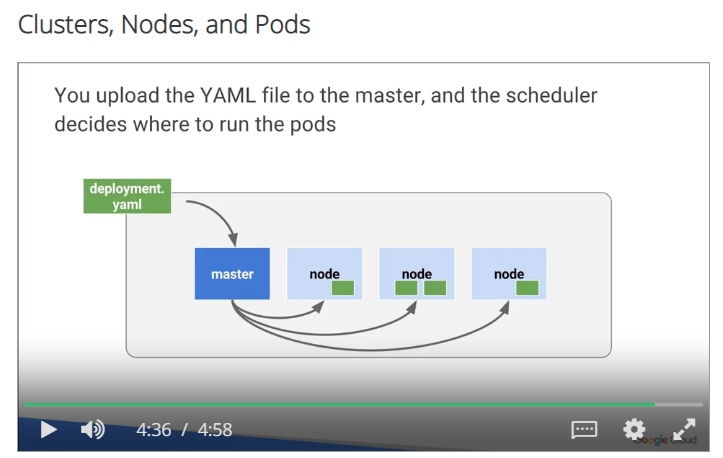 Clusters, Nodes, and Pods
You upload the YAML file to the master, and the scheduler
decides where to run the pods
deployment.
yaml
master
node
node
node
4:36 / 4:58